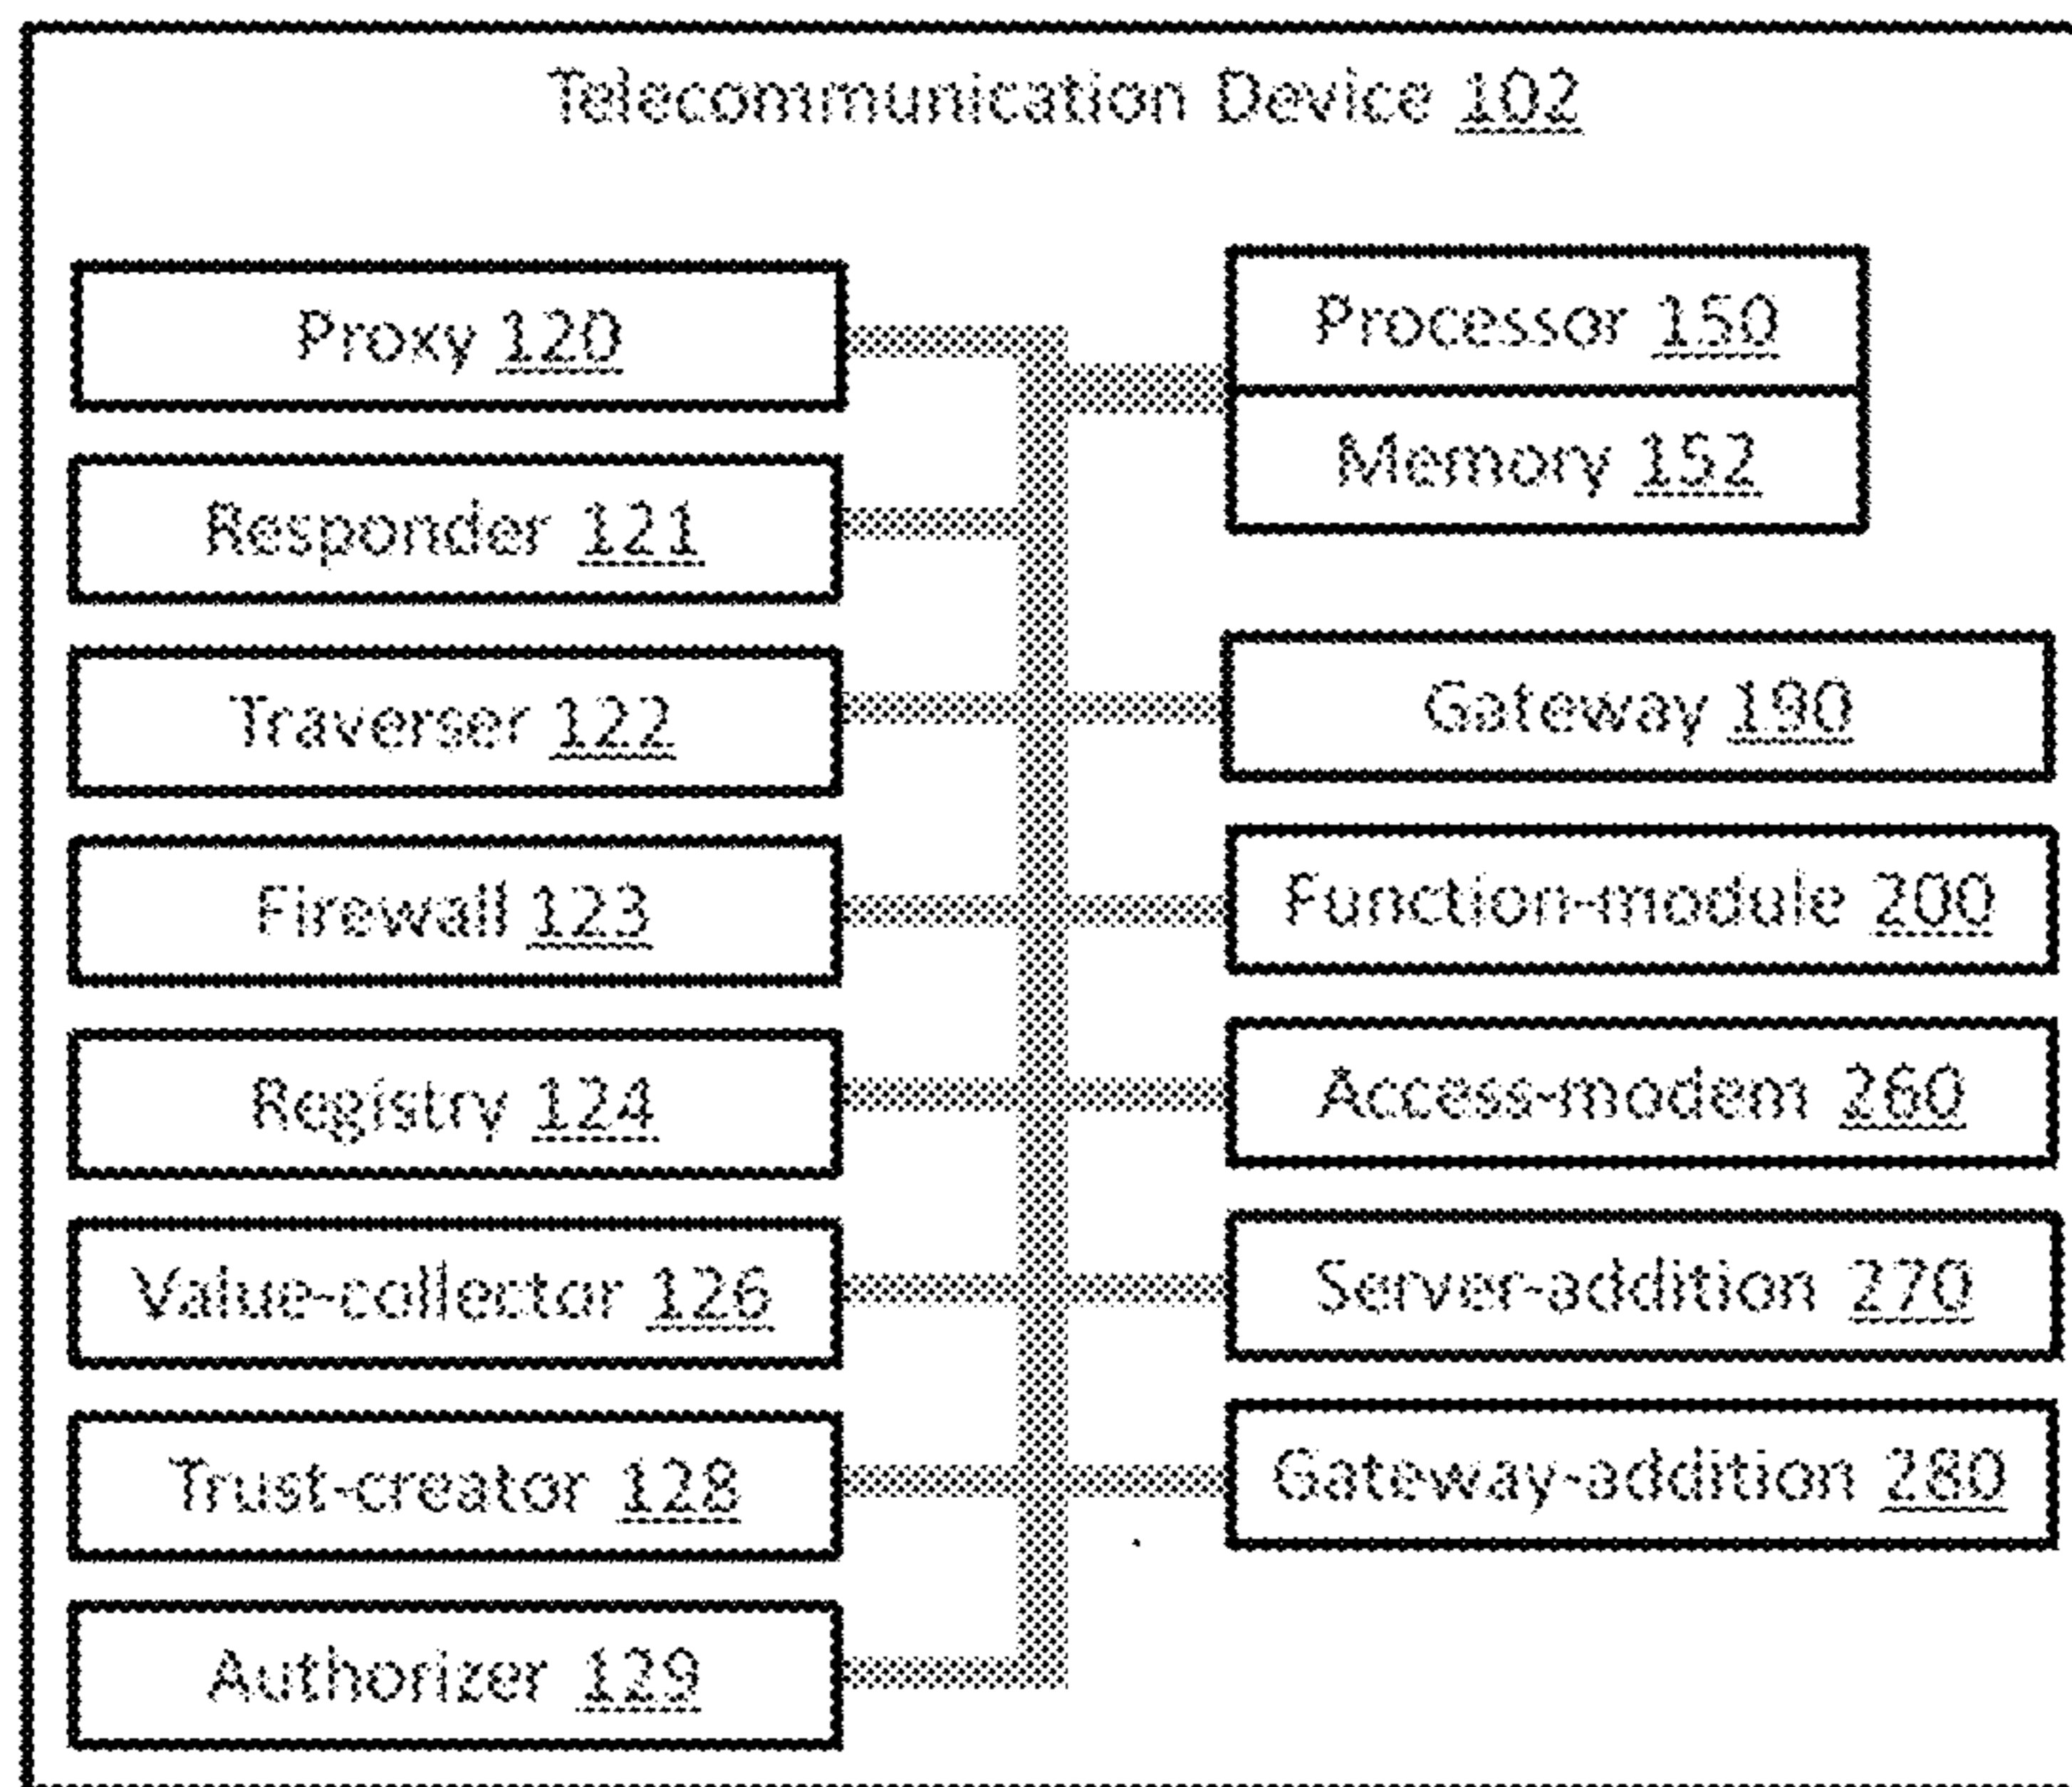 Telecommunication Device 102
Proxy 120
Responder 121
Traverser 122
Firewall 123
Registry 124
Value-collector 126
Trust-creator 128
Authorizer 129
Processor 150
Memory 152
Gateway 190
Function-module 200
Access-modem 260
Server-addition 270
Gateway-addition 280